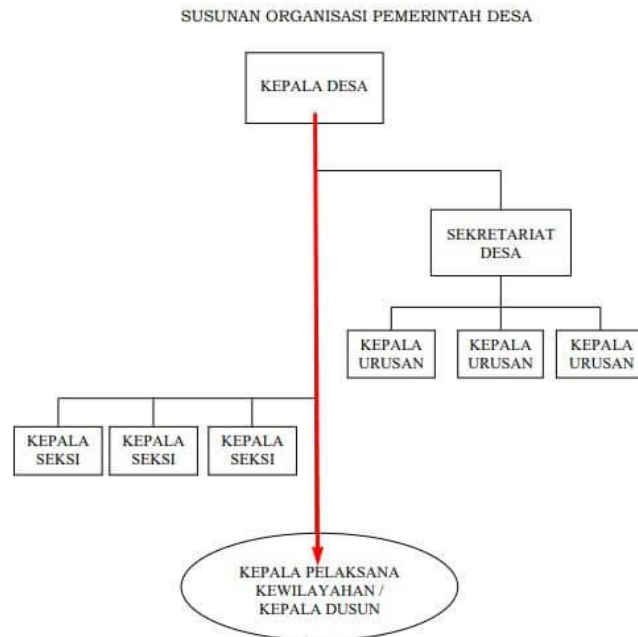 SUSUNAN ORGANISASI PEMERINTAH DESA
KEPALA DESA
SEKRETARIAT
DESA
KEPALA
URUSAN
KEPALA
URUSAN
KEPALA
URUSAN
KEPALA
SEKSI
KEPALA
SEKSI
KEPALA
SEKSI
KEPALA PELAKSANA
KEWILAYAHAN /
KEPALA DUSUN